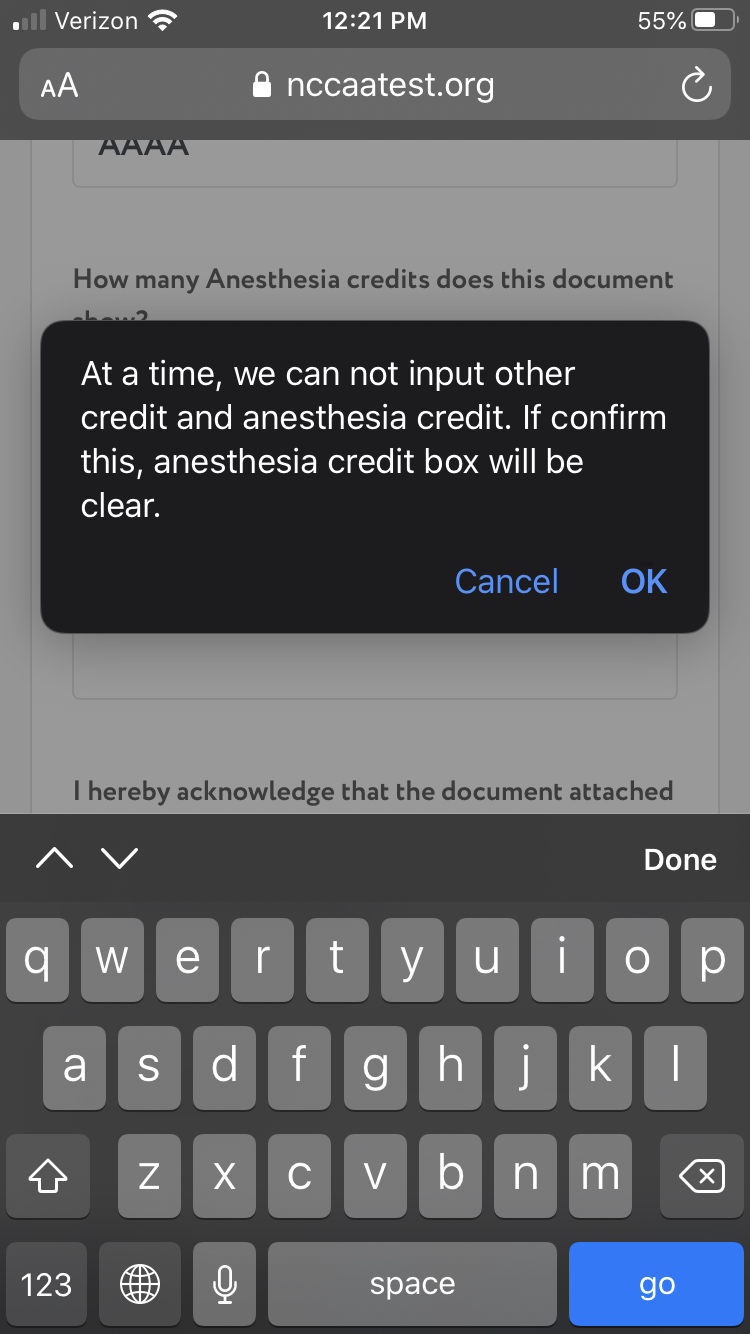 Verizon 12:21 PM 55%
AA nccaatest.org
AAAA
How many Anesthesia credits does this document
show?
At a time, we can not input other
credit and anesthesia credit. If confirm
this, anesthesia credit box will be
clear.
Cancel OK
I hereby acknowledge that the document attached
Done
q w e r t y u i o p
a s d f g h j k l
z x c v b n m
123 space go